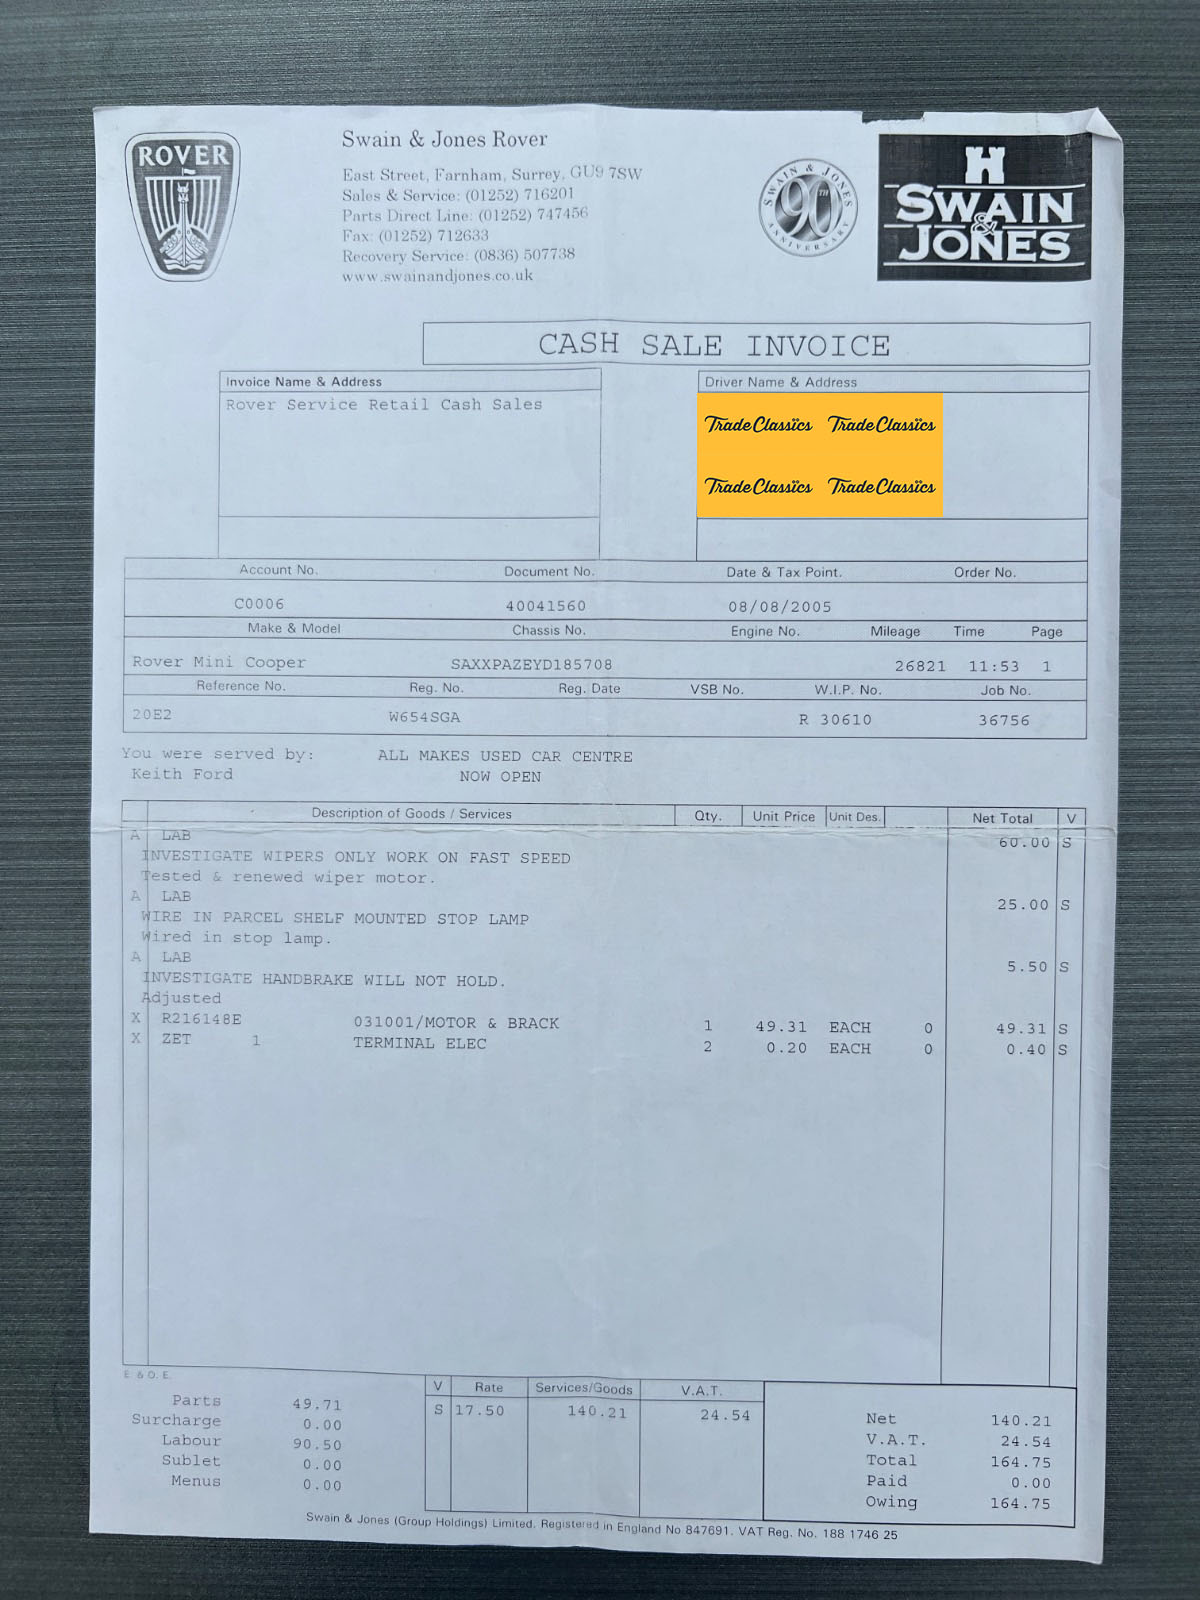 ROVER
Swain & Jones Rover
East Street, Farnham, Surrey, GU9 7SW
Sales & Service: (01252) 716201
Parts Direct Line: (01252) 747456
Fax: (01252) 712633
Recovery Service: (0836) 507738
www.swainandjones.co.uk
SWAIN & JONES
90TH
ANNIVERSARY
SWAIN
&
JONES
CASH SALE INVOICE
Invoice Name & Address
Rover Service Retail Cash Sales
Driver Name & Address
Trade Classics Trade Classics
Trade Classics Trade Classics
Account No. Document No. Date & Tax Point. Order No.
C0006 40041560 08/08/2005
Make & Model Chassis No. Engine No. Mileage Time Page
Rover Mini Cooper SAXXPAZEYD185708 26821 11:53 1
Reference No. Reg. No. Reg. Date VSB No. W.I.P. No. Job No.
20E2 W654SGA R 30610 36756
You were served by: ALL MAKES USED CAR CENTRE
Keith Ford NOW OPEN
Description of Goods / Services Qty. Unit Price Unit Des. Net Total V
A LAB 60.00 S
INVESTIGATE WIPERS ONLY WORK ON FAST SPEED
Tested & renewed wiper motor.
A LAB 25.00 S
WIRE IN PARCEL SHELF MOUNTED STOP LAMP
Wired in stop lamp.
A LAB 5.50 S
INVESTIGATE HANDBRAKE WILL NOT HOLD.
Adjusted
X R216148E 031001/MOTOR & BRACK 1 49.31 EACH 0 49.31 S
X ZET 1 TERMINAL ELEC 2 0.20 EACH 0 0.40 S
E. & O. E.
Parts 49.71
Surcharge 0.00
Labour 90.50
Sublet 0.00
Menus 0.00
V Rate Services/Goods V.A.T.
S 17.50 140.21 24.54
Net 140.21
V.A.T. 24.54
Total 164.75
Paid 0.00
Owing 164.75
Swain & Jones (Group Holdings) Limited. Registered in England No 847691. VAT Reg. No. 188 1746 25